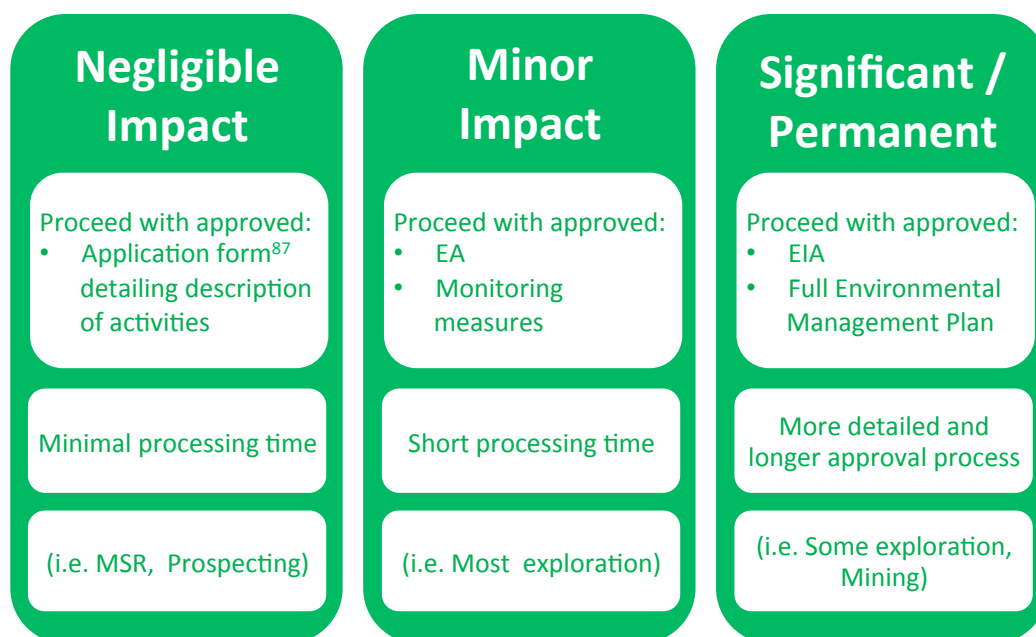 Negligible
Impact
Proceed with approved:
• Application form87
detailing description
of activities
Minimal processing time
(i.e. MSR, Prospecting)
Minor
Impact
Proceed with approved:
• EA
• Monitoring
measures
Short processing time
(i.e. Most exploration)
Significant /
Permanent
Proceed with approved:
• EIA
• Full Environmental
Management Plan
More detailed and
longer approval process
(i.e. Some exploration,
Mining)